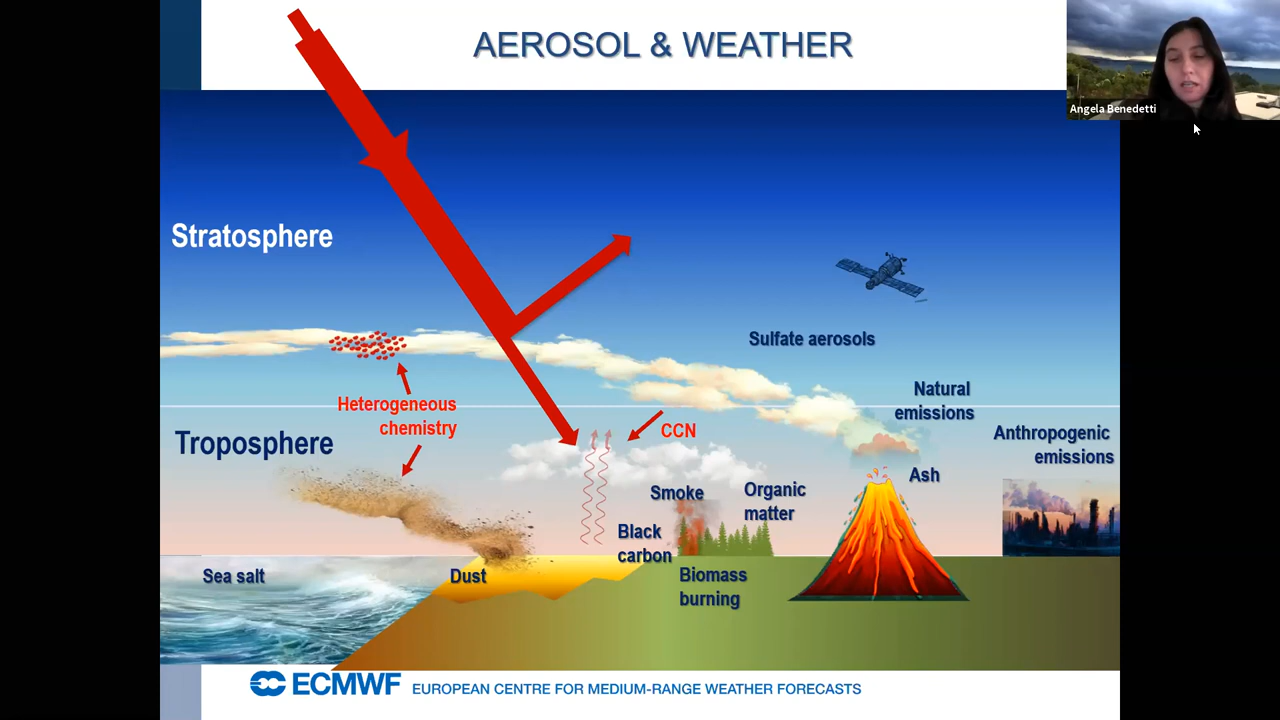 AEROSOL & WEATHER
Angela Benedetti
Stratosphere
Sulfate aerosols
Natural
emissions
Heterogeneous
chemistry
CCN
Anthropogenic
emissions
Troposphere
Ash
Smoke
Organic
matter
Black
carbon
Sea salt
Dust
Biomass
burning
ECMWF EUROPEAN CENTRE FOR MEDIUM-RANGE WEATHER FORECASTS